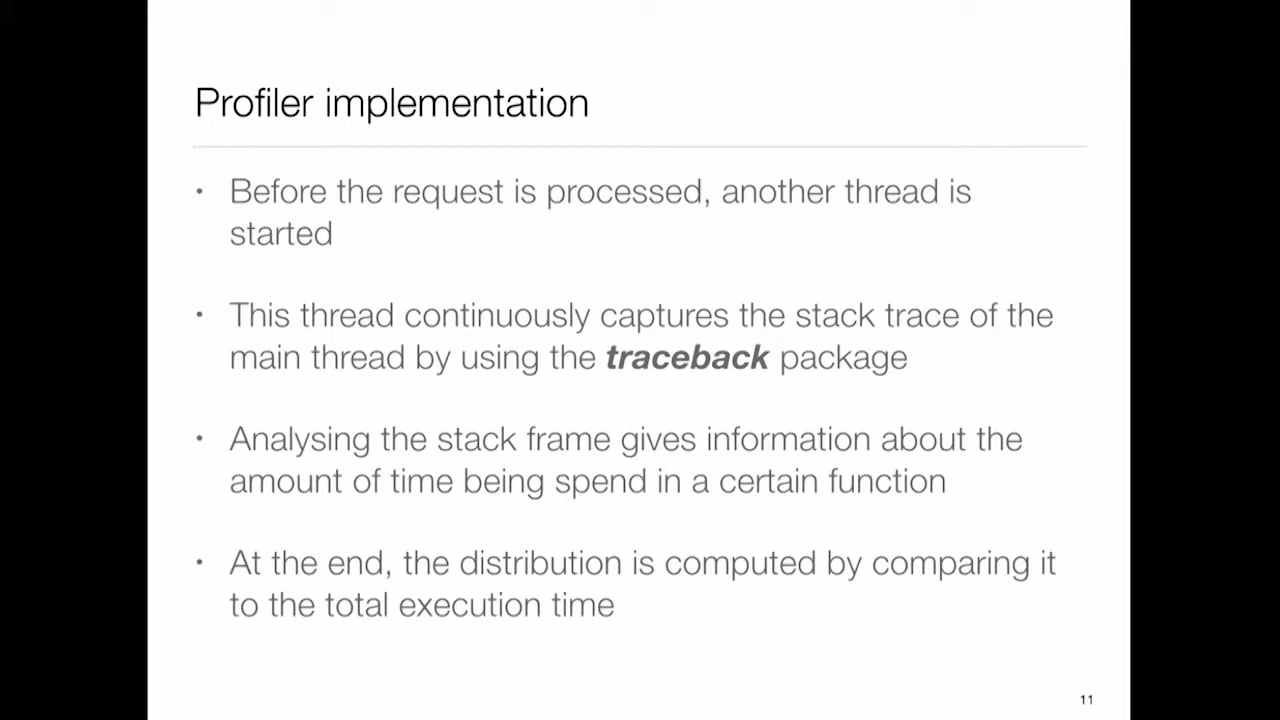 Profiler implementation
• Before the request is processed, another thread is
started
• This thread continuously captures the stack trace of the
main thread by using the traceback package
• Analysing the stack frame gives information about the
amount of time being spend in a certain function
• At the end, the distribution is computed by comparing it
to the total execution time
11